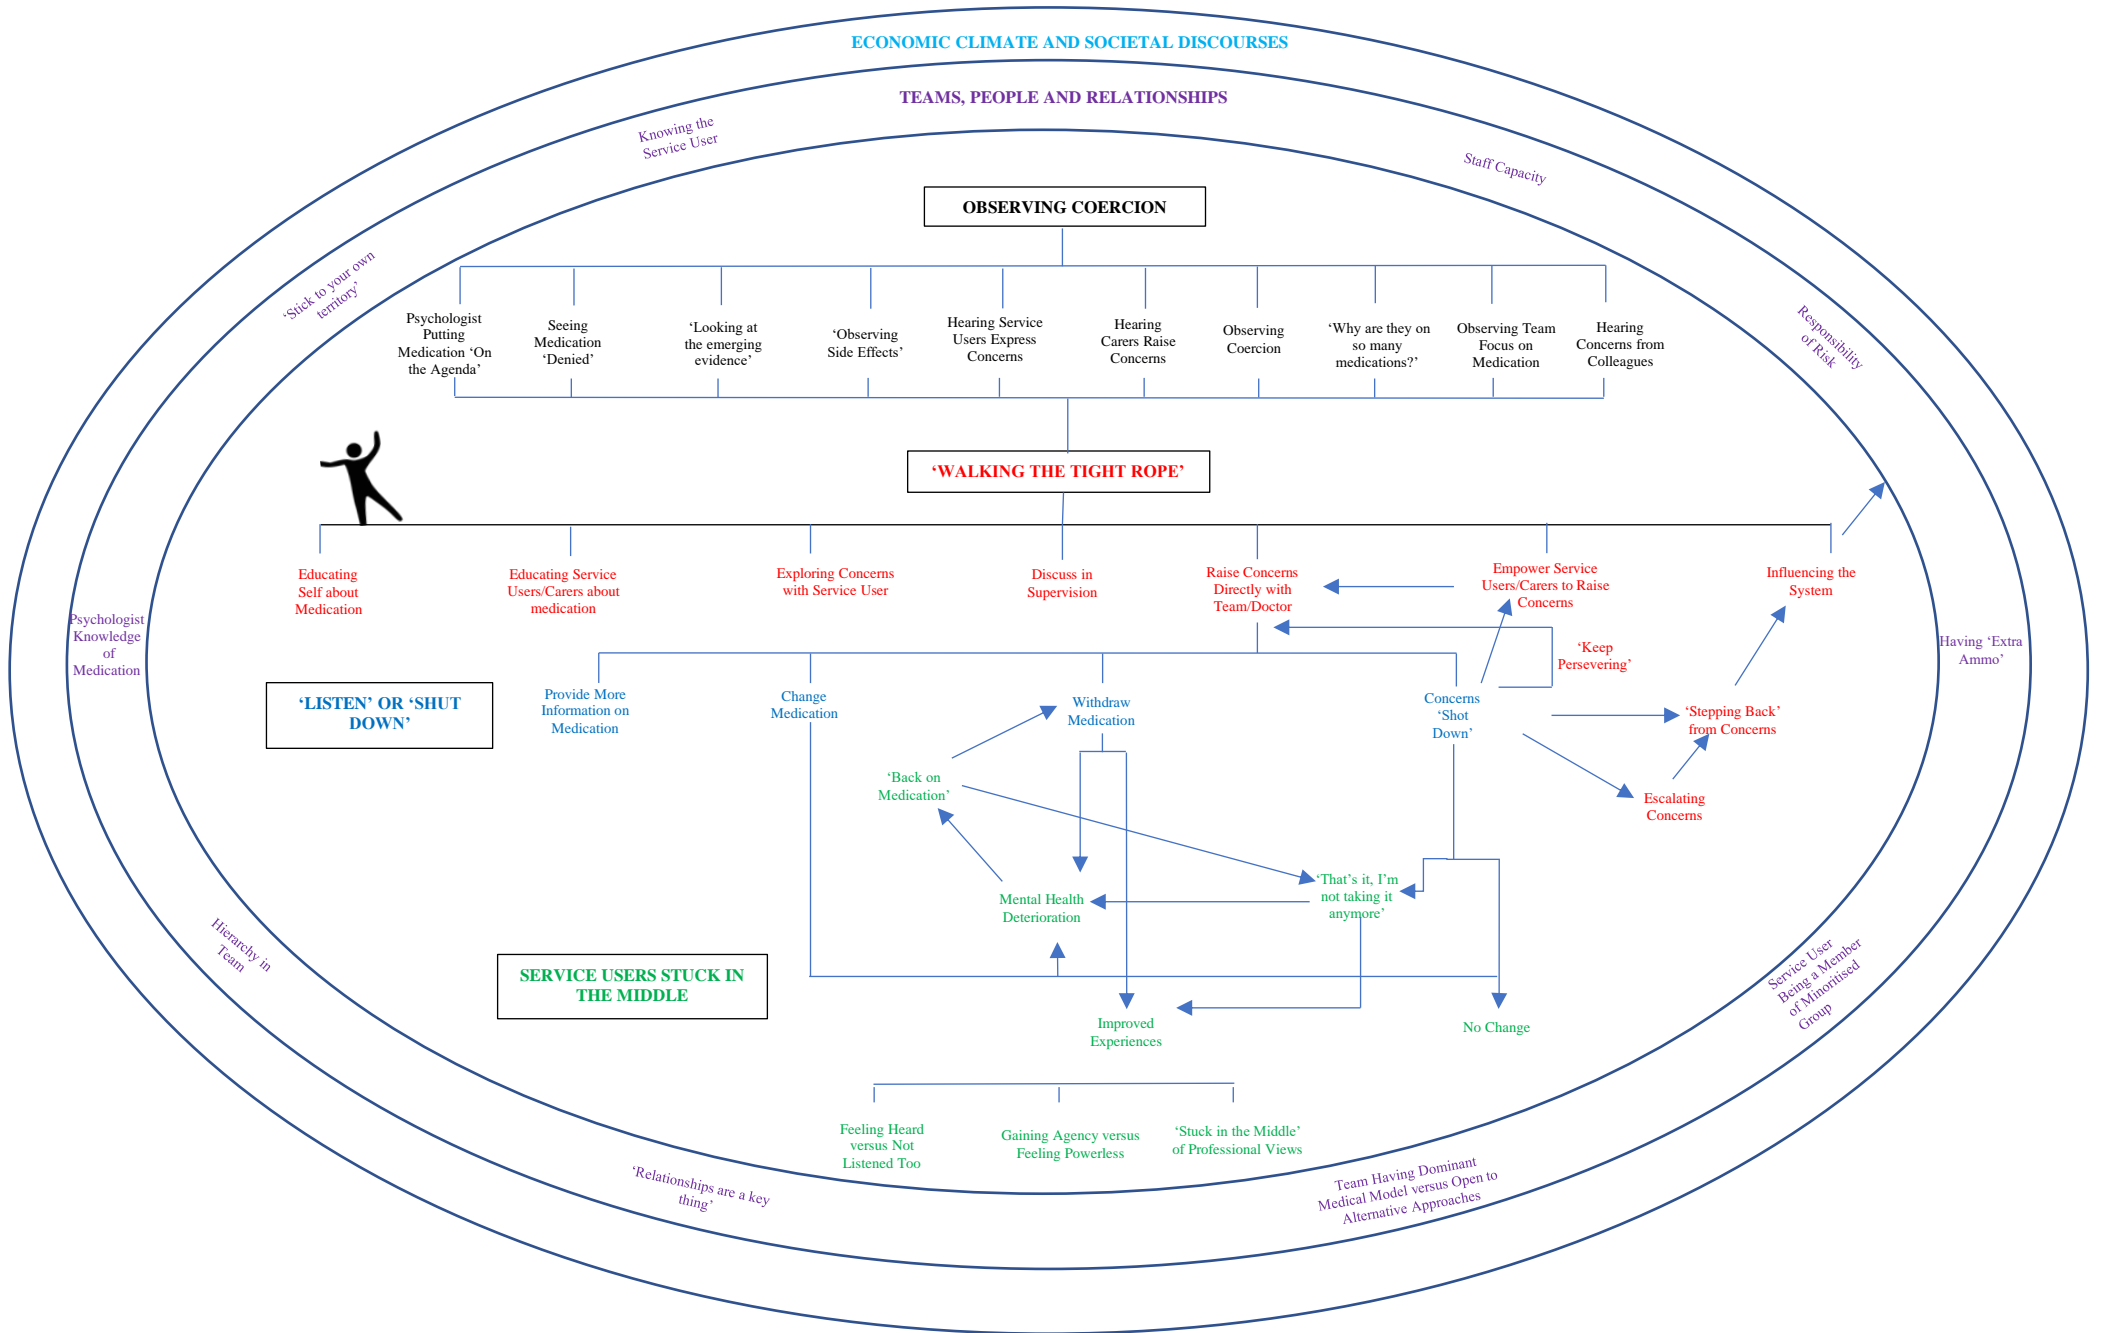 ECONOMIC CLIMATE AND SOCIETAL DISCOURSES
TEAMS, PEOPLE AND RELATIONSHIPS
Knowing the
Service User
Staff Capacity
‘Stick to your own
territory’
Responsibility
of Risk
OBSERVING COERCION
Psychologist
Putting
Medication ‘On
the Agenda’
Seeing
Medication
‘Denied’
‘Looking at
the emerging
evidence’
‘Observing
Side Effects’
Hearing Service
Users Express
Concerns
Hearing
Carers Raise
Concerns
Observing
Coercion
‘Why are they on
so many
medications?’
Observing Team
Focus on
Medication
Hearing
Concerns from
Colleagues
‘WALKING THE TIGHT ROPE’
Educating
Self about
Medication
Educating Service
Users/Carers about
medication
Exploring Concerns
with Service User
Discuss in
Supervision
Raise Concerns
Directly with
Team/Doctor
Empower Service
Users/Carers to Raise
Concerns
Influencing the
System
Psychologist
Knowledge
of
Medication
Having ‘Extra
Ammo’
‘Keep
Persevering’
‘LISTEN’ OR ‘SHUT
DOWN’
Provide More
Information on
Medication
Change
Medication
Withdraw
Medication
Concerns
‘Shot
Down’
‘Stepping Back’
from Concerns
Escalating
Concerns
‘Back on
Medication’
Mental Health
Deterioration
‘That’s it, I’m
not taking it
anymore’
Hierarchy in
Team
SERVICE USERS STUCK IN
THE MIDDLE
Improved
Experiences
No Change
Service User
Being a Member
of Minoritised
Group
Feeling Heard
versus Not
Listened Too
Gaining Agency versus
Feeling Powerless
‘Stuck in the Middle’
of Professional Views
‘Relationships are a key
thing’
Team Having Dominant
Medical Model versus Open to
Alternative Approaches